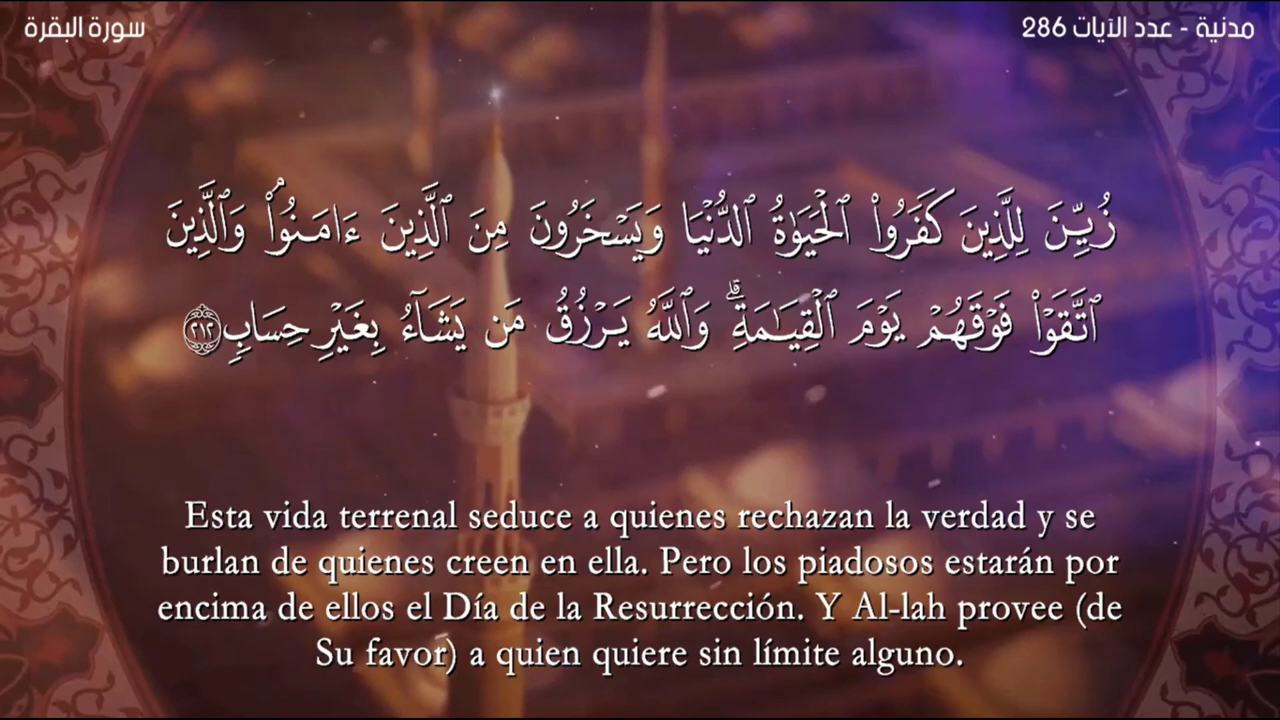 سورة البقرة
مدنية - عدد الآيات 286
زُيِّنَ لِلَّذِينَ كَفَرُواْ ٱلْحَيَوٰةُ ٱلدُّنْيَا وَيَسْخَرُونَ مِنَ ٱلَّذِينَ ءَامَنُواْۘ وَٱلَّذِينَ
ٱتَّقَوْاْ فَوْقَهُمْ يَوْمَ ٱلْقِيَـٰمَةِۗ وَٱللَّهُ يَرْزُقُ مَن يَشَآءُ بِغَيْرِ حِسَابٍ ٢١٢
Esta vida terrenal seduce a quienes rechazan la verdad y se
burlan de quienes creen en ella. Pero los piadosos estarán por
encima de ellos el Día de la Resurrección. Y Al-lah provee (de
Su favor) a quien quiere sin límite alguno.